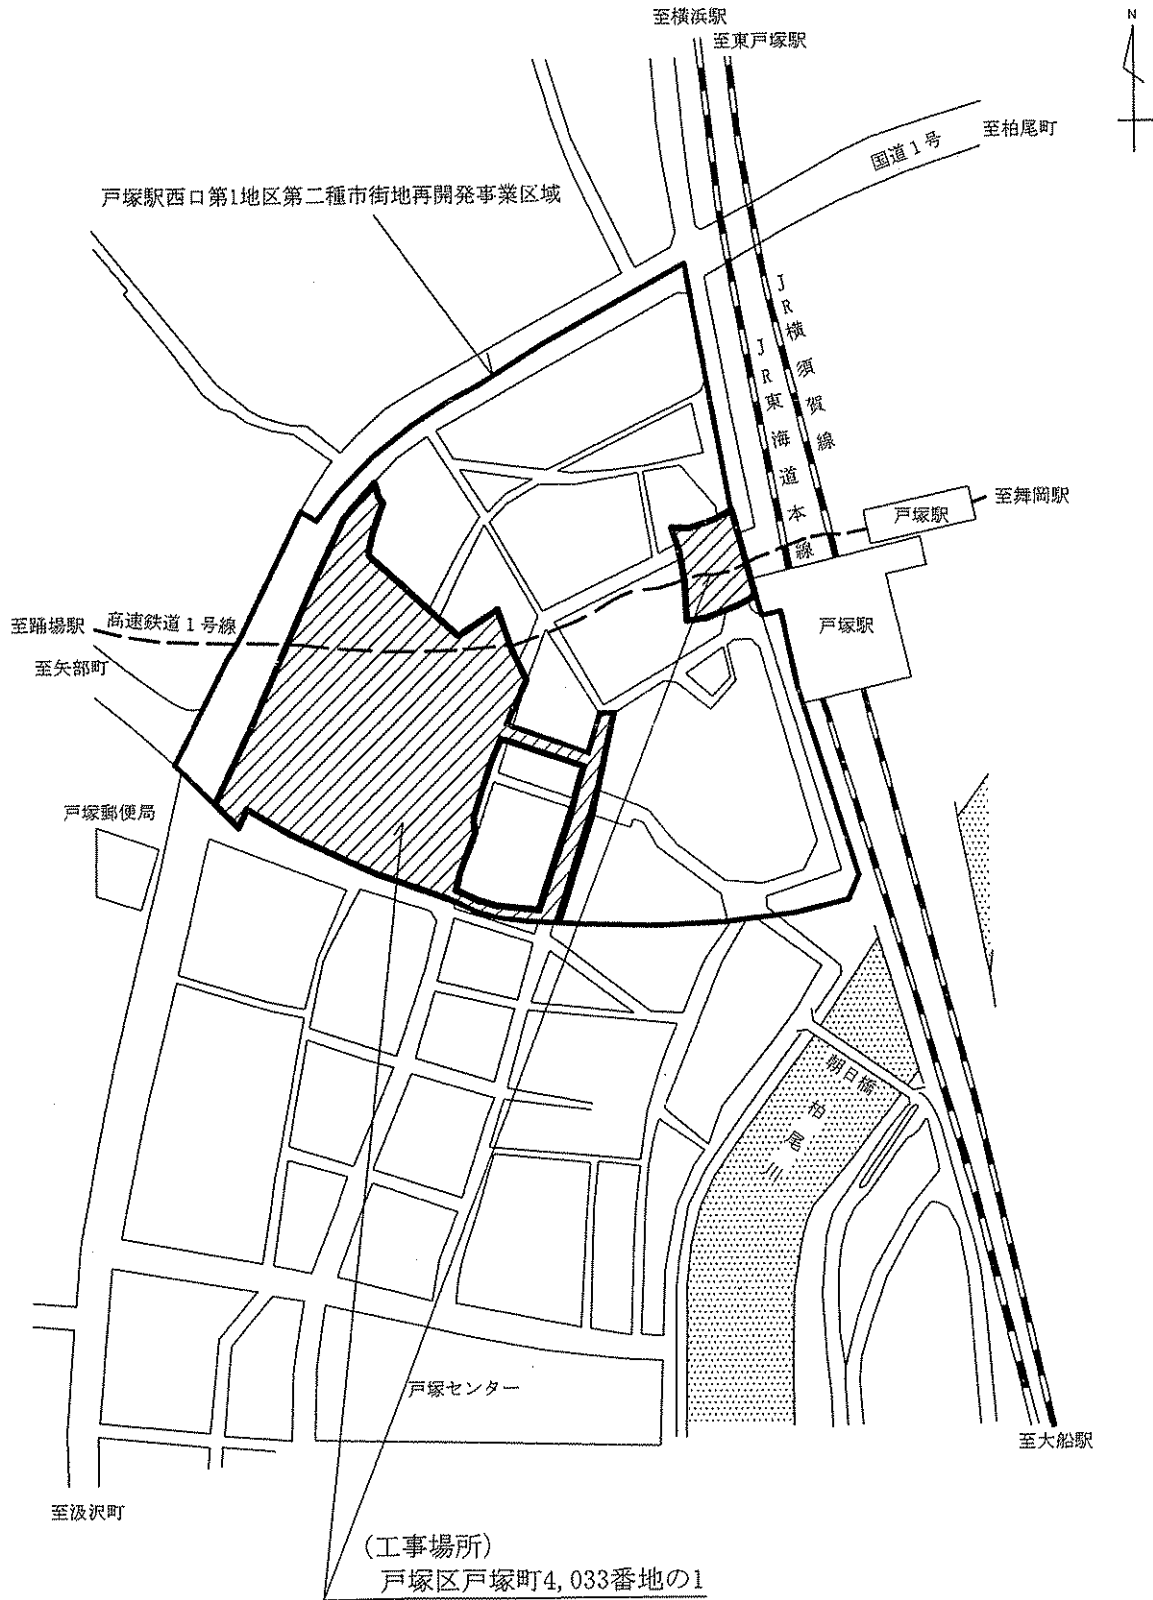 至横浜駅
至東戸塚駅
N
至柏尾町
国道1号
戸塚駅西口第1地区第二種市街地再開発事業区域
JR横須賀線
JR東海道本線
至舞岡駅
戸塚駅
至踊場駅
高速鉄道1号線
戸塚駅
至矢部町
戸塚郵便局
朝日橋
柏尾川
戸塚センター
至大船駅
至汲沢町
(工事場所)
戸塚区戸塚町4,033番地の1